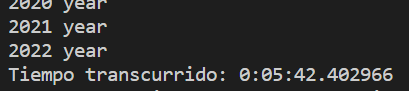 2020 year
2021 year
2022 year
Tiempo transcurrido: 0:05:42.402966